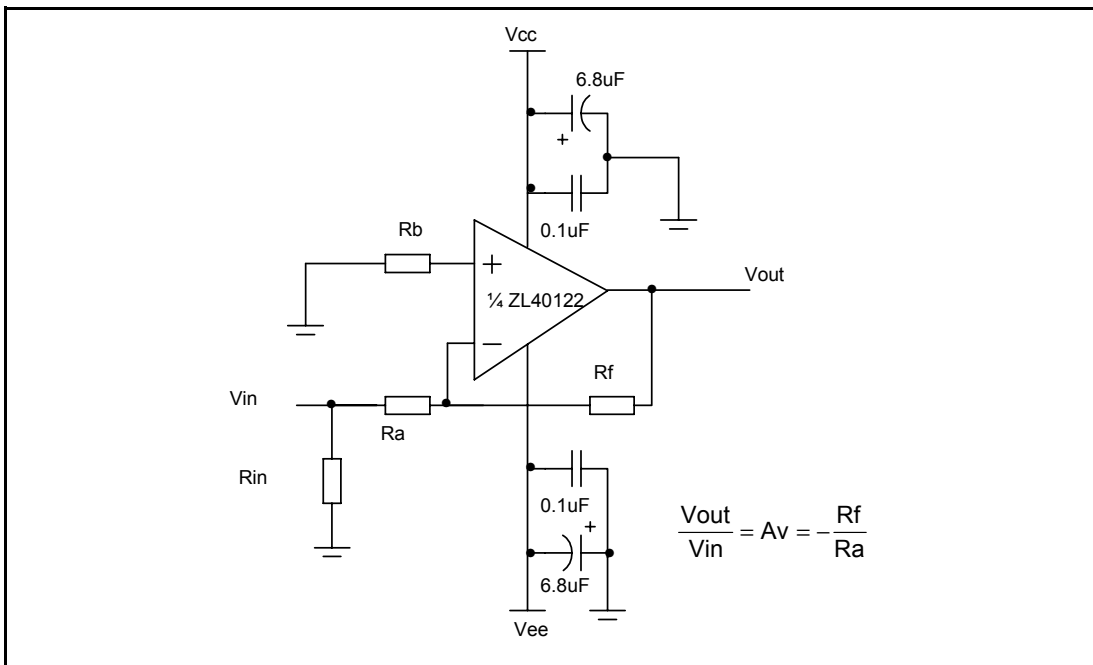 Vcc
6.8uF
+
0.1uF
Rb
+
Vout
¼ ZL40122
−
Rf
Vin
Ra
Rin
0.1uF
+
6.8uF
Vee
Vout
Vin
= Av = −
Rf
Ra